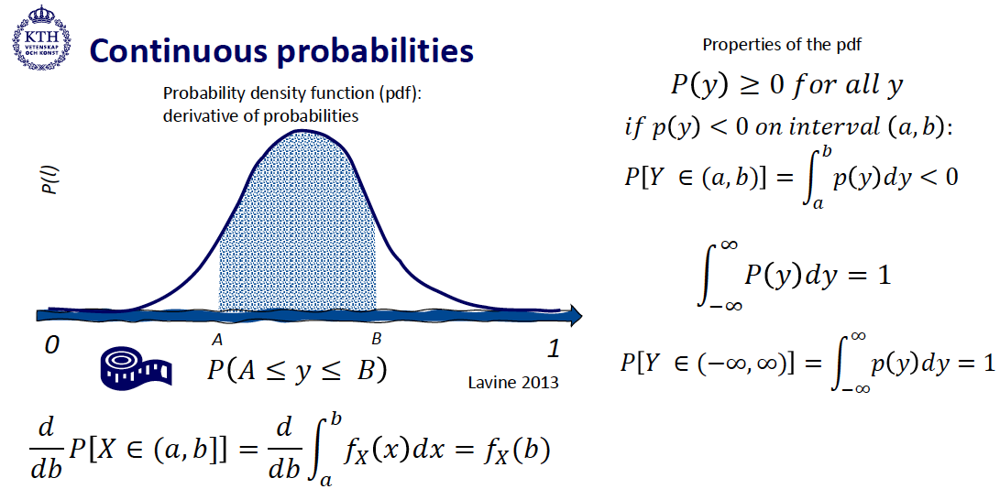 KTH
VETENSKAP
OCH KONST
Continuous probabilities
Probability density function (pdf):
derivative of probabilities
P(l)
0
A
B
1
P(A ≤ y ≤ B)
Lavine 2013
d/db P[X ∈ (a, b]] = d/db ∫_a^b f_X(x)dx = f_X(b)
Properties of the pdf
P(y) ≥ 0 for all y
if p(y) < 0 on interval (a, b):
P[Y ∈ (a, b)] = ∫_a^b p(y)dy < 0
∫_{-∞}^{∞} P(y)dy = 1
P[Y ∈ (−∞, ∞)] = ∫_{-∞}^{∞} p(y)dy = 1